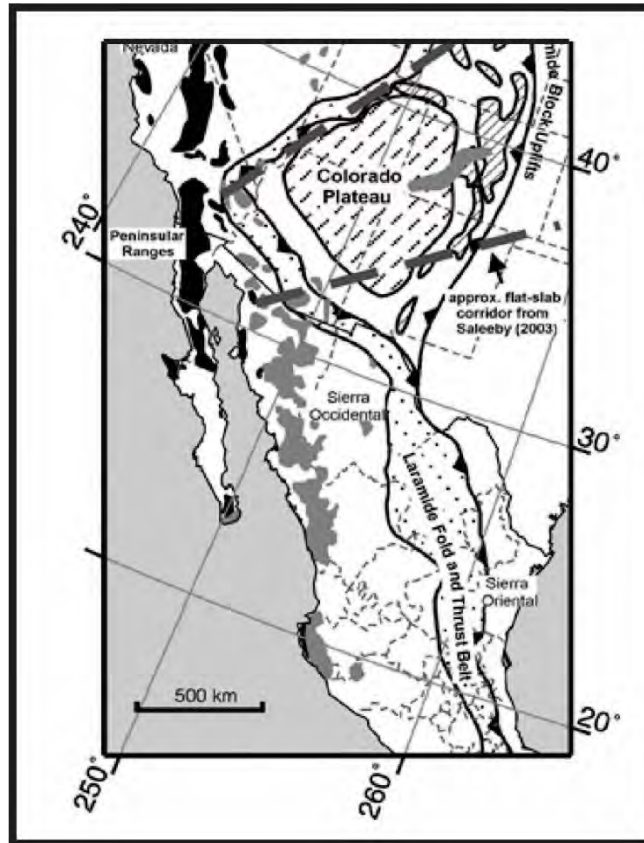 Nevada
mide Block Uplifts
Colorado
Plateau
40°
240°
Peninsular
Ranges
approx. flat-slab
corridor from
Saleeby (2003)
Sierra
Occidental
30°
Laramide Fold and Thrust Belt
Sierra
Oriental
500 km
20°
250°
260°